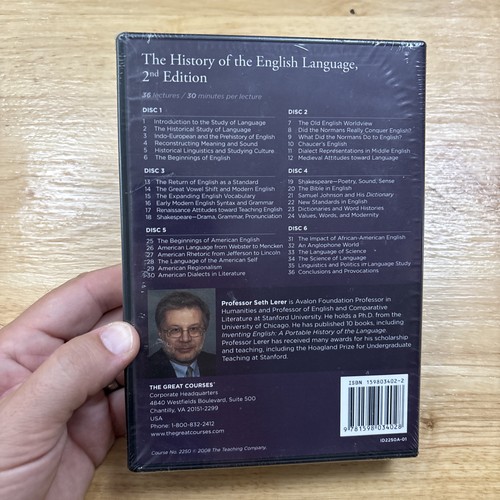 The History of the English Language,
2nd Edition
36 lectures / 30 minutes per lecture
DISC 1
1 Introduction to the Study of Language
2 The Historical Study of Language
3 Indo-European and the Prehistory of English
4 Reconstructing Meaning and Sound
5 Historical Linguistics and Studying Culture
6 The Beginnings of English
DISC 2
7 The Old English Worldview
8 Did the Normans Really Conquer English?
9 What Did the Normans Do to English?
10 Chaucer's English
11 Dialect Representations in Middle English
12 Medieval Attitudes toward Language
DISC 3
13 The Return of English as a Standard
14 The Great Vowel Shift and Modern English
15 The Expanding English Vocabulary
16 Early Modern English Syntax and Grammar
17 Renaissance Attitudes toward Teaching English
18 Shakespeare—Drama, Grammar, Pronunciation
DISC 4
19 Shakespeare—Poetry, Sound, Sense
20 The Bible in English
21 Samuel Johnson and His Dictionary
22 New Standards in English
23 Dictionaries and Word Histories
24 Values, Words, and Modernity
DISC 5
25 The Beginnings of American English
26 American Language from Webster to Mencken
27 American Rhetoric from Jefferson to Lincoln
28 The Language of the American Self
29 American Regionalism
30 American Dialects in Literature
DISC 6
31 The Impact of African-American English
32 An Anglophone World
33 The Language of Science
34 The Science of Language
35 Linguistics and Politics in Language Study
36 Conclusions and Provocations
Professor Seth Lerer is Avalon Foundation Professor in
Humanities and Professor of English and Comparative
Literature at Stanford University. He holds a Ph.D. from the
University of Chicago. He has published 10 books, including
Inventing English: A Portable History of the Language.
Professor Lerer has received many awards for his scholarship
and teaching, including the Hoagland Prize for Undergraduate
Teaching at Stanford.
THE GREAT COURSES™
Corporate Headquarters
4840 Westfields Boulevard, Suite 500
Chantilly, VA 20151-2299
USA
Phone: 1-800-832-2412
www.thegreatcourses.com
Course No. 2250 © 2008 The Teaching Company.
ISBN 159803402-2
9 781598 034028
ID2250A-01